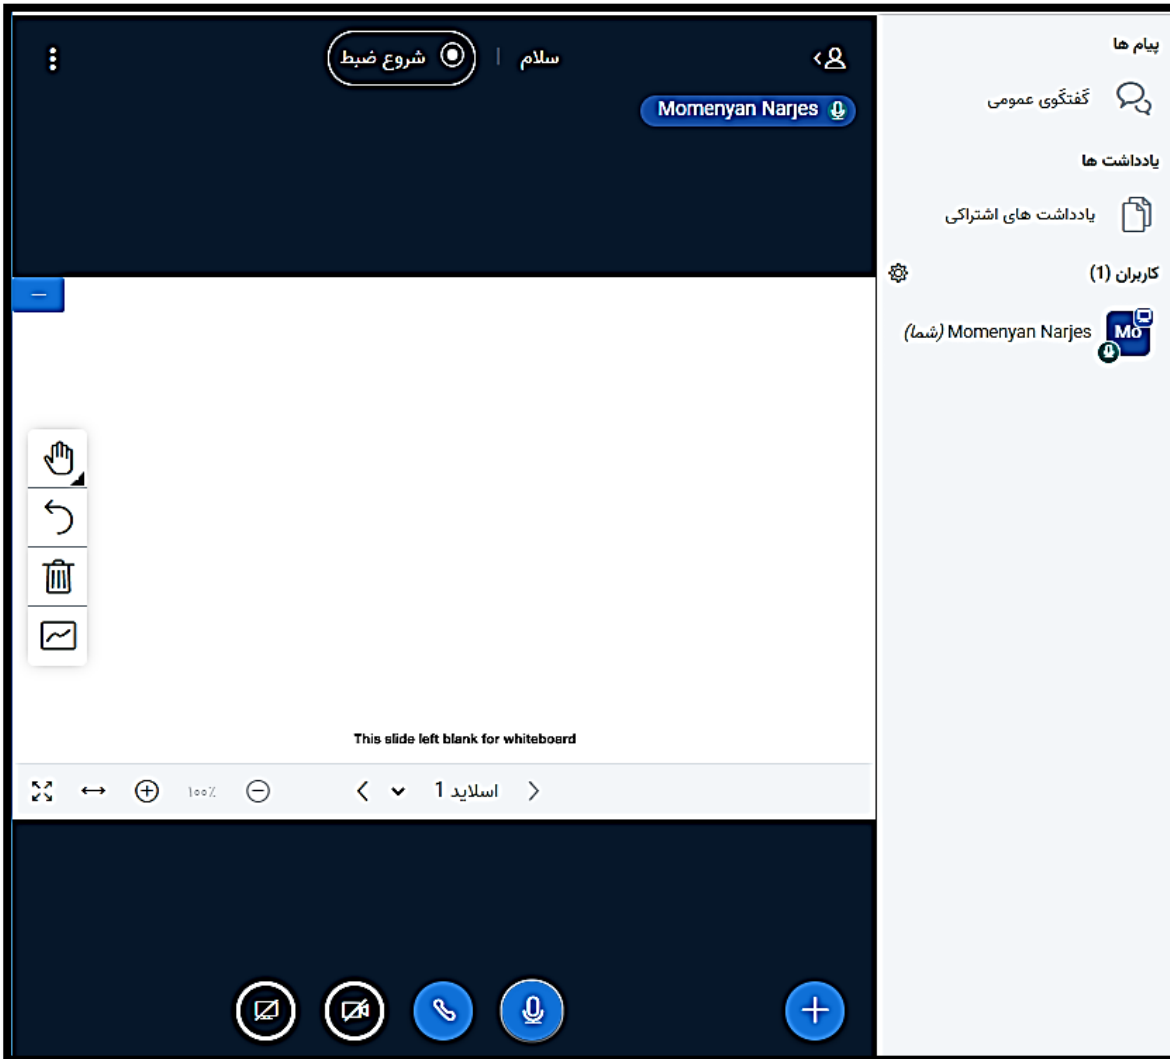 پیام ها
گفتگوی عمومی
یادداشت ها
یادداشت های اشتراکی
کاربران (1)
Mo
Momenyan Narjes (شما)
سلام | شروع ضبط
Momenyan Narjes
This slide left blank for whiteboard
اسلاید 1
۱۰۰٪